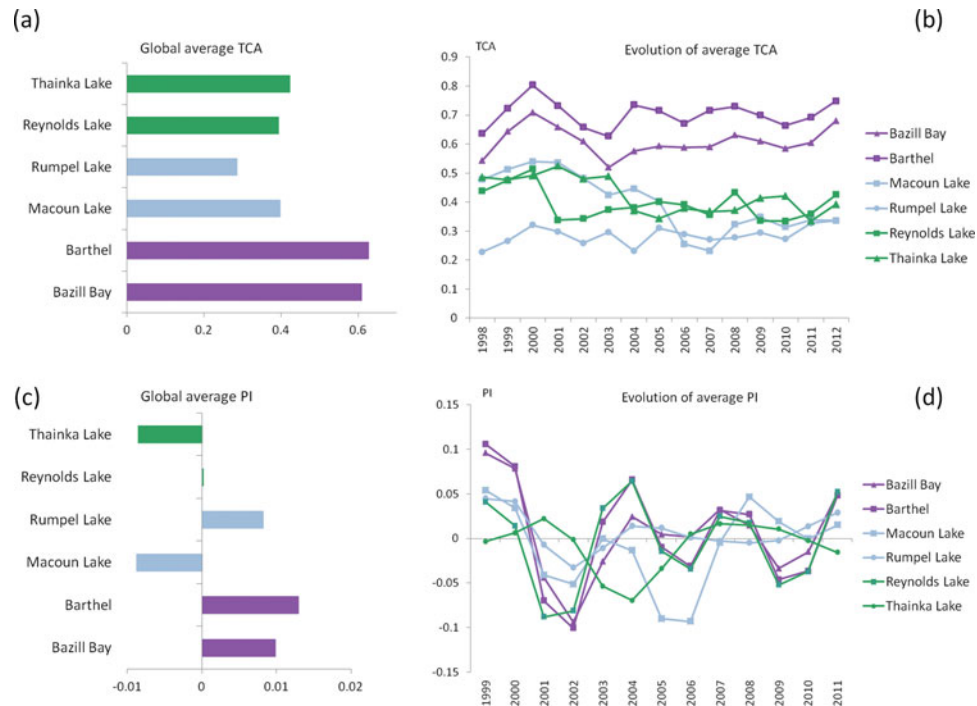 (a)
Global average TCA
Thainka Lake
Reynolds Lake
Rumpel Lake
Macoun Lake
Barthel
Bazill Bay
0 0.2 0.4 0.6
(b)
TCA
Evolution of average TCA
0.9
0.8
0.7
0.6
0.5
0.4
0.3
0.2
0.1
0
1998 1999 2000 2001 2002 2003 2004 2005 2006 2007 2008 2009 2010 2011 2012
Bazill Bay
Barthel
Macoun Lake
Rumpel Lake
Reynolds Lake
Thainka Lake
(c)
Global average PI
Thainka Lake
Reynolds Lake
Rumpel Lake
Macoun Lake
Barthel
Bazill Bay
-0.01 0 0.01 0.02
(d)
PI
Evolution of average PI
0.15
0.1
0.05
0
-0.05
-0.1
-0.15
1999 2000 2001 2002 2003 2004 2005 2006 2007 2008 2009 2010 2011
Bazill Bay
Barthel
Macoun Lake
Rumpel Lake
Reynolds Lake
Thainka Lake